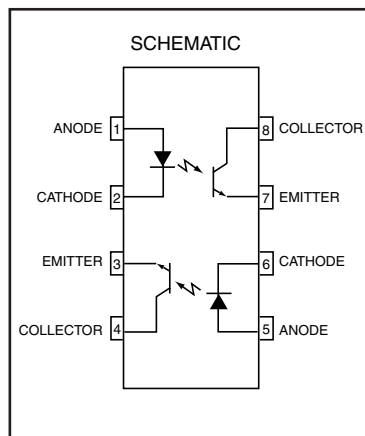 SCHEMATIC
ANODE 1
8 COLLECTOR
CATHODE 2
7 EMITTER
EMITTER 3
6 CATHODE
COLLECTOR 4
5 ANODE